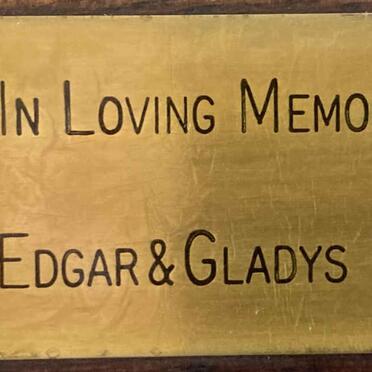 IN LOVING MEMO
EDGAR & GLADYS